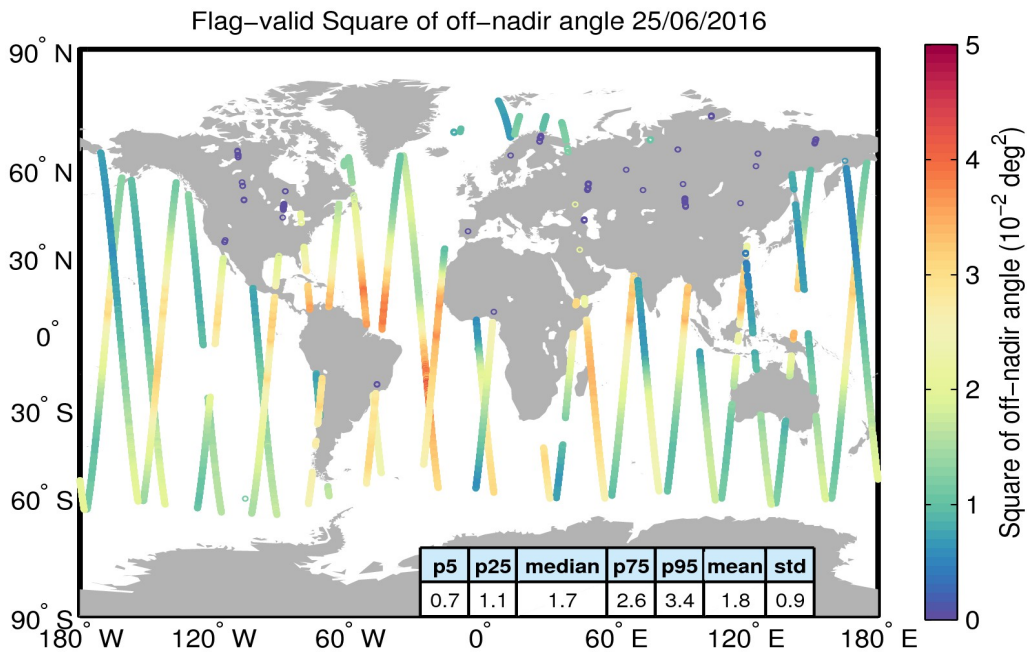 Flag−valid Square of off−nadir angle 25/06/2016
90° N
60° N
30° N
0°
30° S
60° S
90° S
180° W
120° W
60° W
0°
60° E
120° E
180° E
p5 p25 median p75 p95 mean std
0.7 1.1 1.7 2.6 3.4 1.8 0.9
5
4
3
2
1
0
Square of off−nadir angle (10⁻² deg²)